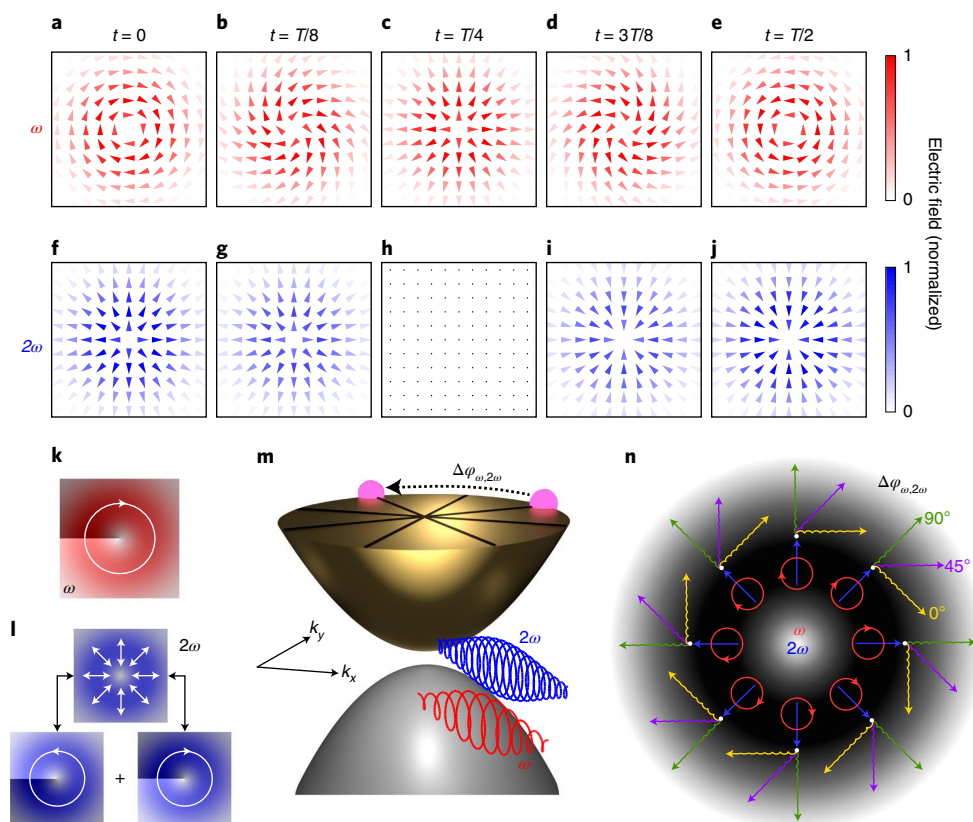 a b c d e
t = 0 t = T/8 t = T/4 t = 3T/8 t = T/2
ω
1
0
Electric field (normalized)
f g h i j
2ω
1
0
k
ω
l
2ω
+
m
Δφω,2ω
ky
kx
2ω
ω
n
Δφω,2ω
90°
45°
0°
ω
2ω